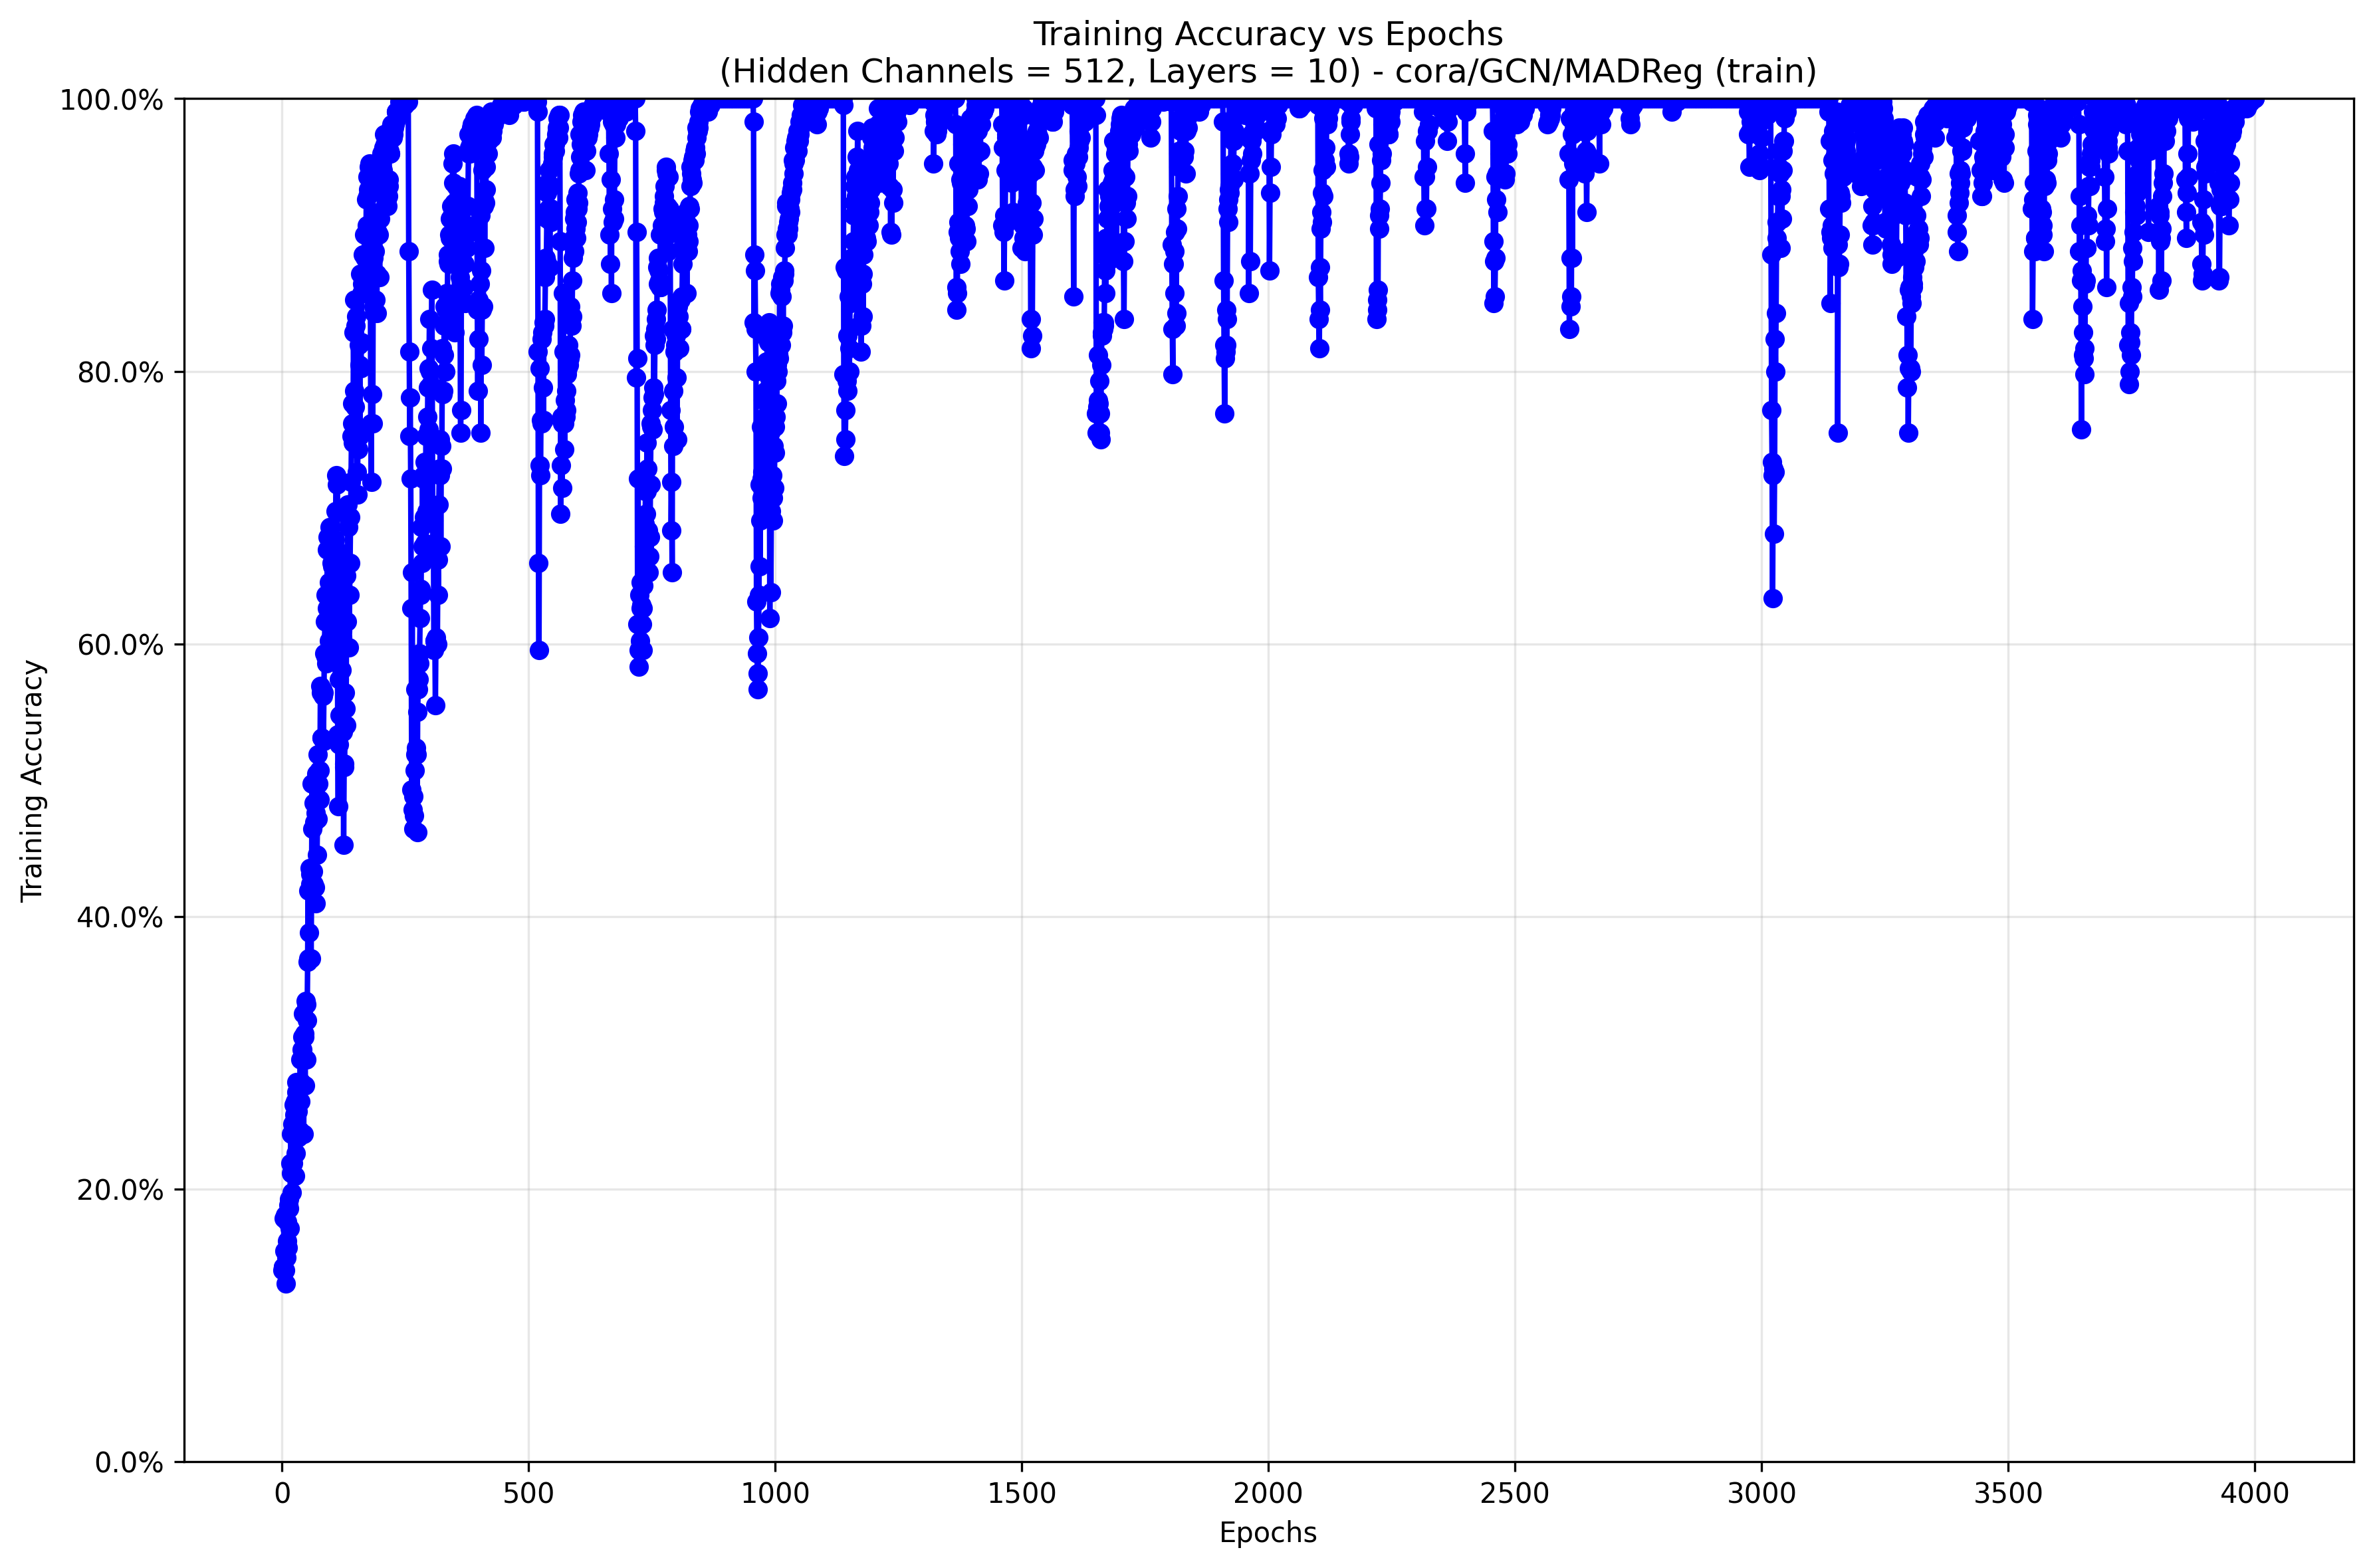 Training Accuracy vs Epochs
(Hidden Channels = 512, Layers = 10) - cora/GCN/MADReg (train)
100.0%
80.0%
60.0%
40.0%
20.0%
0.0%
Training Accuracy
0 500 1000 1500 2000 2500 3000 3500 4000
Epochs